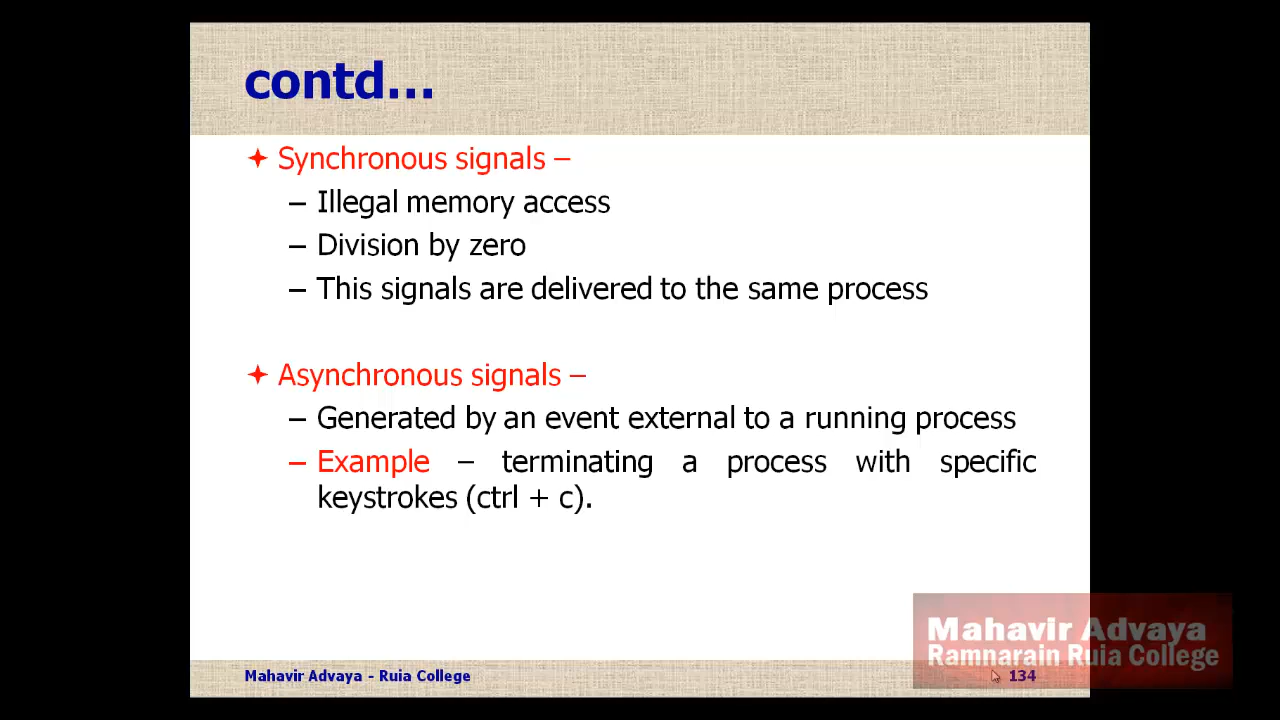 contd...
Synchronous signals –
– Illegal memory access
– Division by zero
– This signals are delivered to the same process
Asynchronous signals –
– Generated by an event external to a running process
– Example – terminating a process with specific
keystrokes (ctrl + c).
Mahavir Advaya
Ramnarain Ruia College
Mahavir Advaya - Ruia College
134